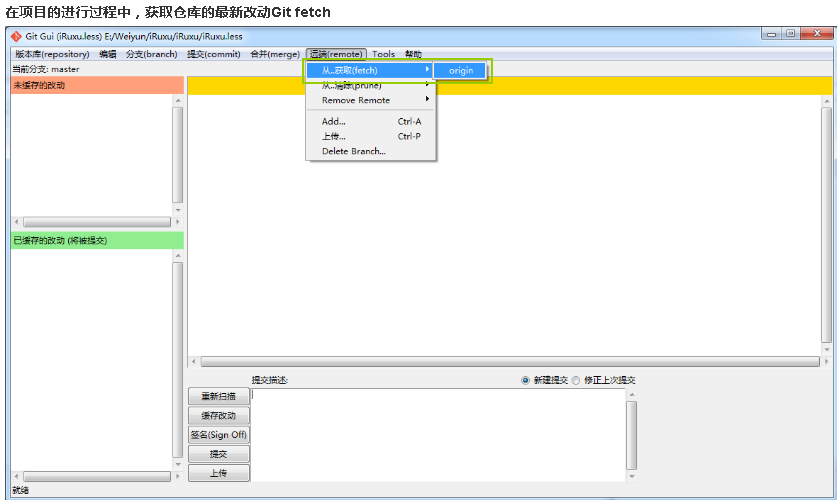 在项目的进行过程中，获取仓库的最新改动Git fetch
Git Gui (iRuxu.less) E:/Weiyun/iRuxu/iRuxu/iRuxu.less
版本库(repository) 编辑 分支(branch) 提交(commit) 合并(merge) 远端(remote) Tools 帮助
当前分支: master
从..获取(fetch) origin
未缓存的改动
从..清除(prune)
Remove Remote
Add... Ctrl-A
上传... Ctrl-P
Delete Branch...
已缓存的改动 (将被提交)
提交描述: 新建提交 修正上次提交
重新扫描
缓存改动
签名(Sign Off)
提交
上传
就绪